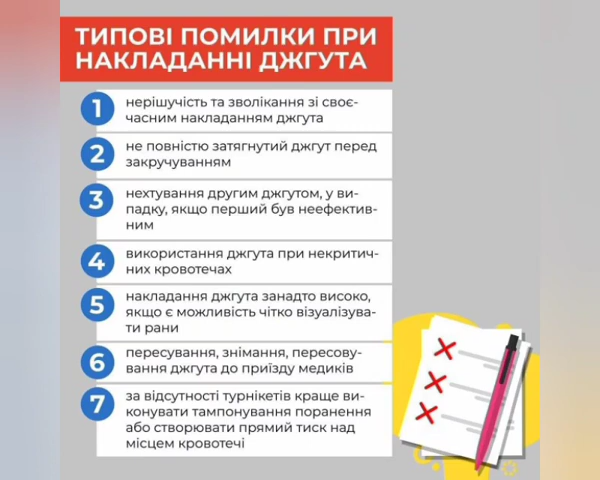 ТИПОВІ ПОМИЛКИ ПРИ
НАКЛАДАННІ ДЖГУТА
1 нерішучість та зволікання зі своє-
часним накладанням джгута
2 не повністю затягнутий джгут перед
закручуванням
3 нехтування другим джгутом, у ви-
падку, якщо перший був неефектив-
ним
4 використання джгута при некритич-
них кровотечах
5 накладання джгута занадто високо,
якщо є можливість чітко візуалізува-
ти рани
6 пересування, знімання, пересову-
вання джгута до приїзду медиків
7 за відсутності турнікетів краще ви-
конувати тампонування поранення
або створювати прямий тиск над
місцем кровотечі